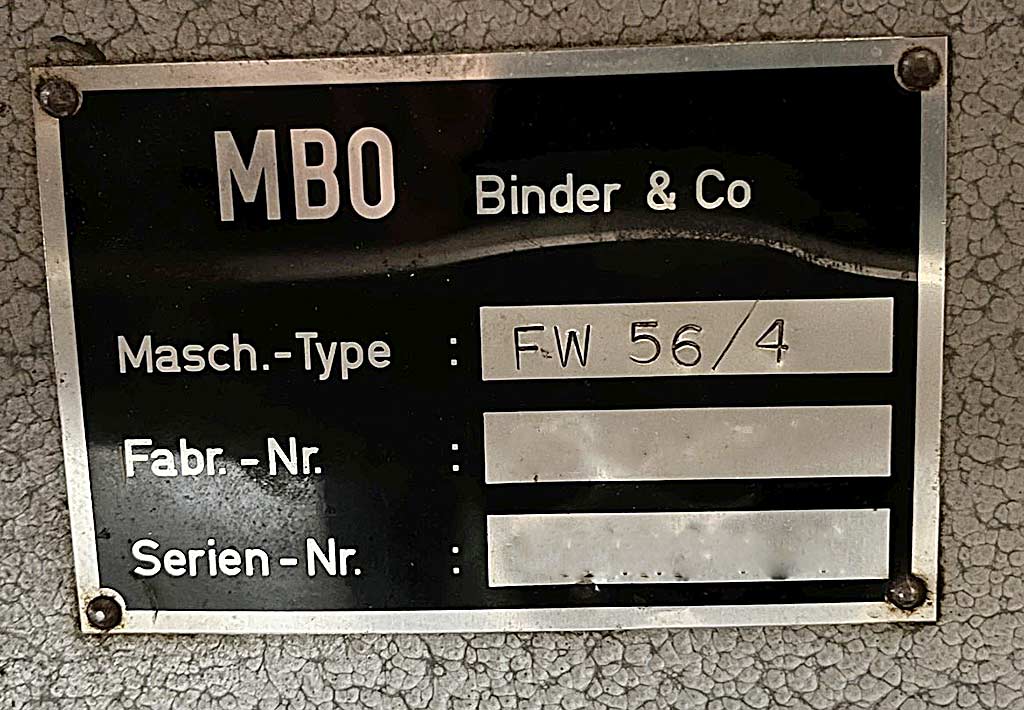 MBO Binder & Co
Masch.-Type : FW 56/4
Fabr.-Nr. :
Serien-Nr. :